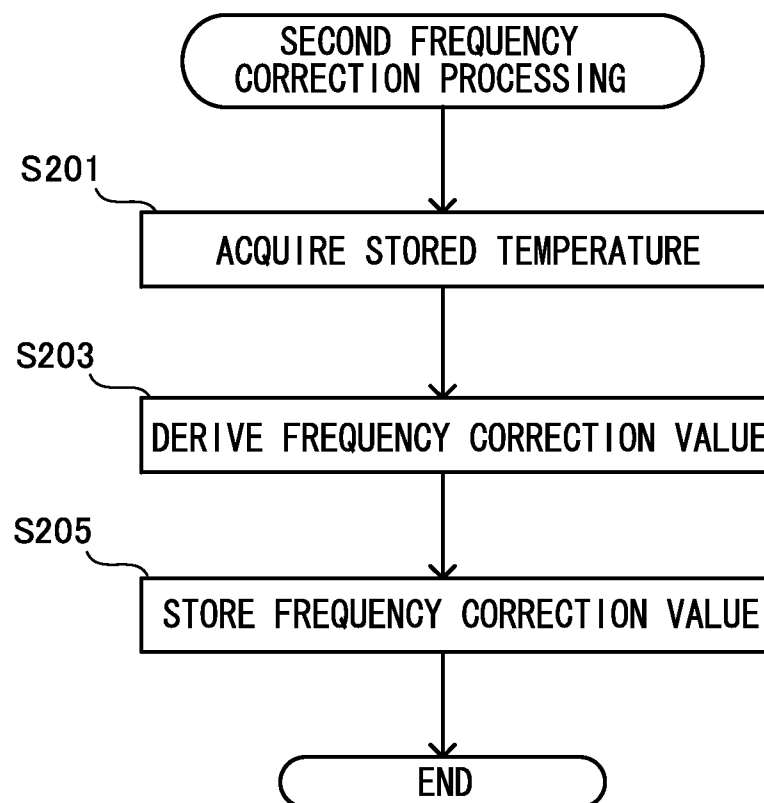 SECOND FREQUENCY
CORRECTION PROCESSING
S201
ACQUIRE STORED TEMPERATURE
S203
DERIVE FREQUENCY CORRECTION VALUE
S205
STORE FREQUENCY CORRECTION VALUE
END